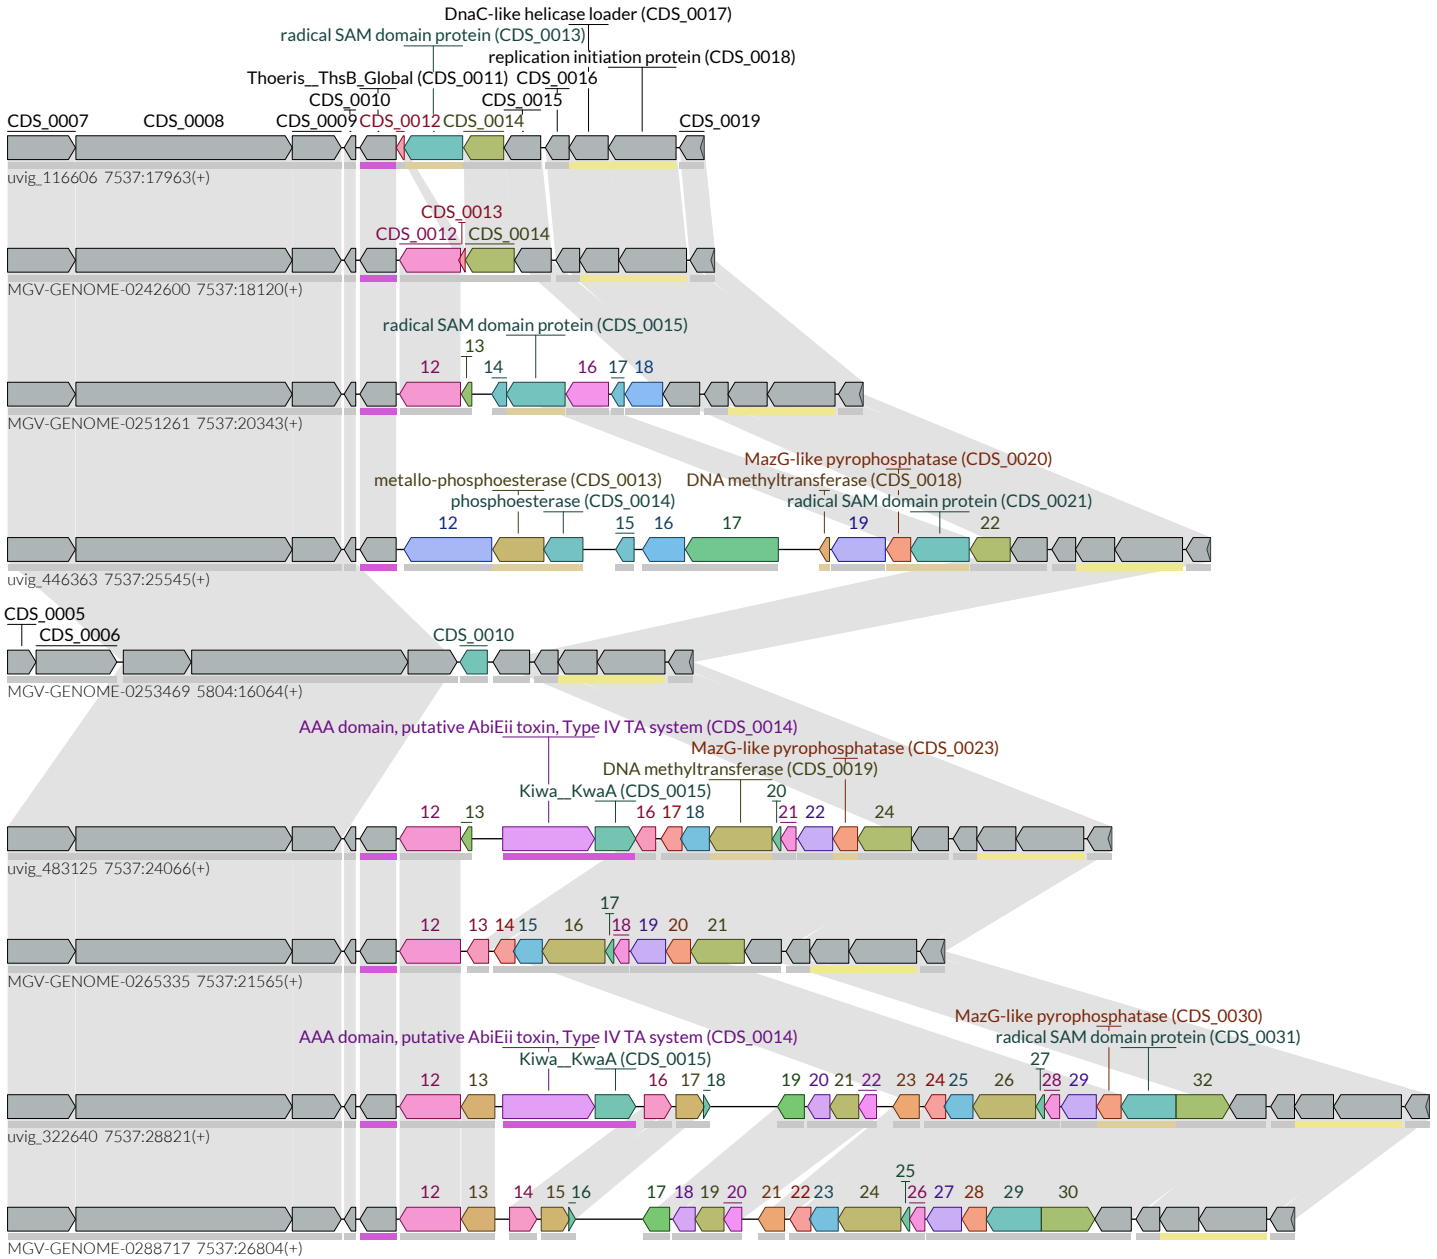 DnaC-like helicase loader (CDS_0017)
radical SAM domain protein (CDS_0013)
replication initiation protein (CDS_0018)
Thoeris__ThsB_Global (CDS_0011) CDS_0016
CDS_0010 CDS_0015
CDS_0007 CDS_0008 CDS_0009 CDS_0012 CDS_0014 CDS_0019
uvig_116606 7537:17963(+)
CDS_0013
CDS_0012 CDS_0014
MGV-GENOME-0242600 7537:18120(+)
radical SAM domain protein (CDS_0015)
13
12 14 16 17 18
MGV-GENOME-0251261 7537:20343(+)
MazG-like pyrophosphatase (CDS_0020)
metallo-phosphoesterase (CDS_0013) DNA methyltransferase (CDS_0018)
phosphoesterase (CDS_0014) radical SAM domain protein (CDS_0021)
12 15 16 17 19 22
uvig_446363 7537:25545(+)
CDS_0005
CDS_0006 CDS_0010
MGV-GENOME-0253469 5804:16064(+)
AAA domain, putative AbiEii toxin, Type IV TA system (CDS_0014)
MazG-like pyrophosphatase (CDS_0023)
DNA methyltransferase (CDS_0019)
Kiwa__KwaA (CDS_0015) 20
12 13 16 17 18 21 22 24
uvig_483125 7537:24066(+)
17
12 13 14 15 16 18 19 20 21
MGV-GENOME-0265335 7537:21565(+)
MazG-like pyrophosphatase (CDS_0030)
AAA domain, putative AbiEii toxin, Type IV TA system (CDS_0014) radical SAM domain protein (CDS_0031)
Kiwa__KwaA (CDS_0015) 27
12 13 16 17 18 19 20 21 22 23 24 25 26 28 29 32
uvig_322640 7537:28821(+)
25
12 13 14 15 16 17 18 19 20 21 22 23 24 26 27 28 29 30
MGV-GENOME-0288717 7537:26804(+)